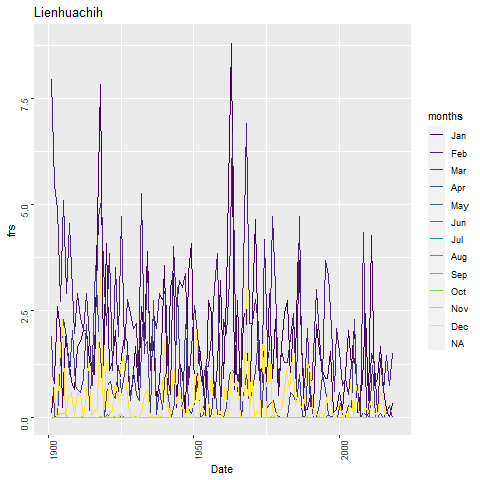 Lienhuachih
frs
7.5
5.0
2.5
0.0
1900
1950
2000
Date
months
Jan
Feb
Mar
Apr
May
Jun
Jul
Aug
Sep
Oct
Nov
Dec
NA